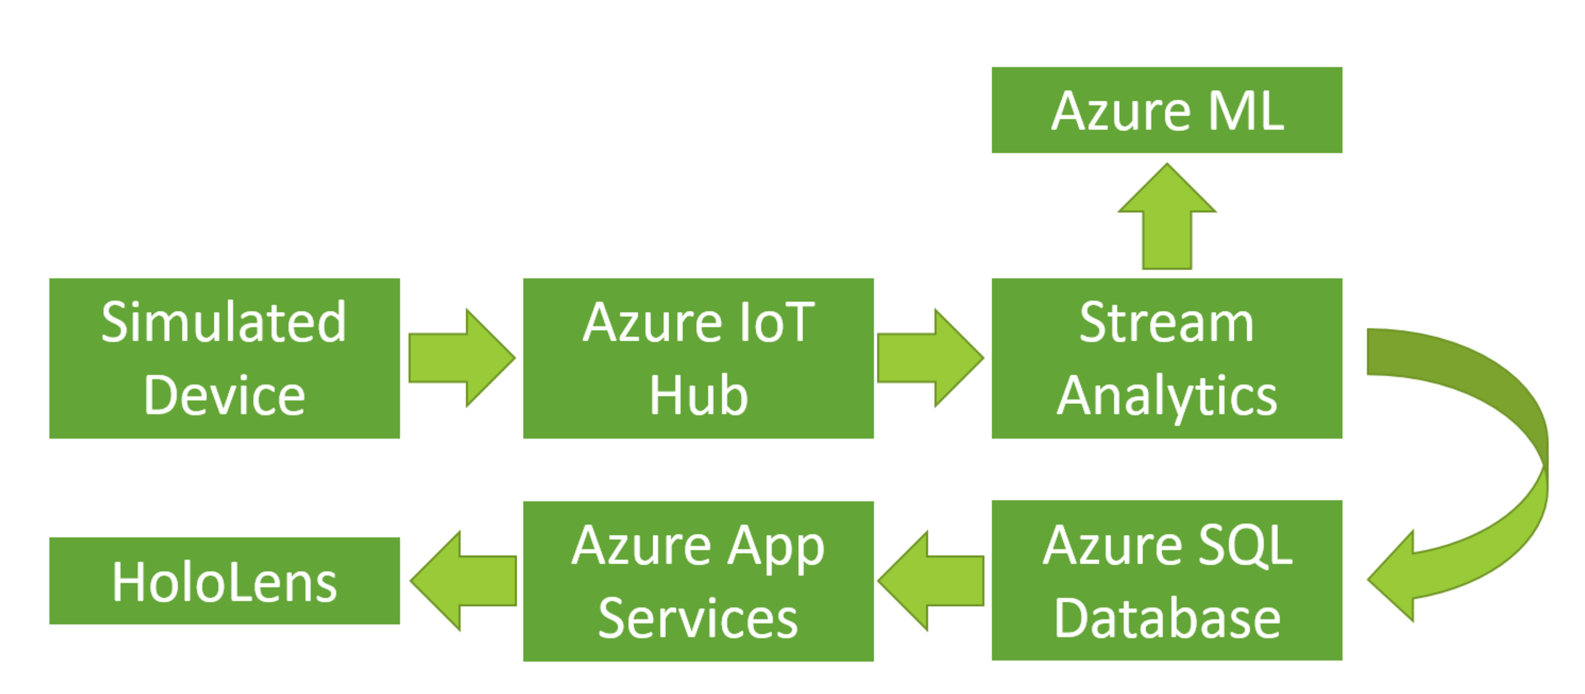 Azure ML
Simulated
Device
Azure IoT
Hub
Stream
Analytics
HoloLens
Azure App
Services
Azure SQL
Database